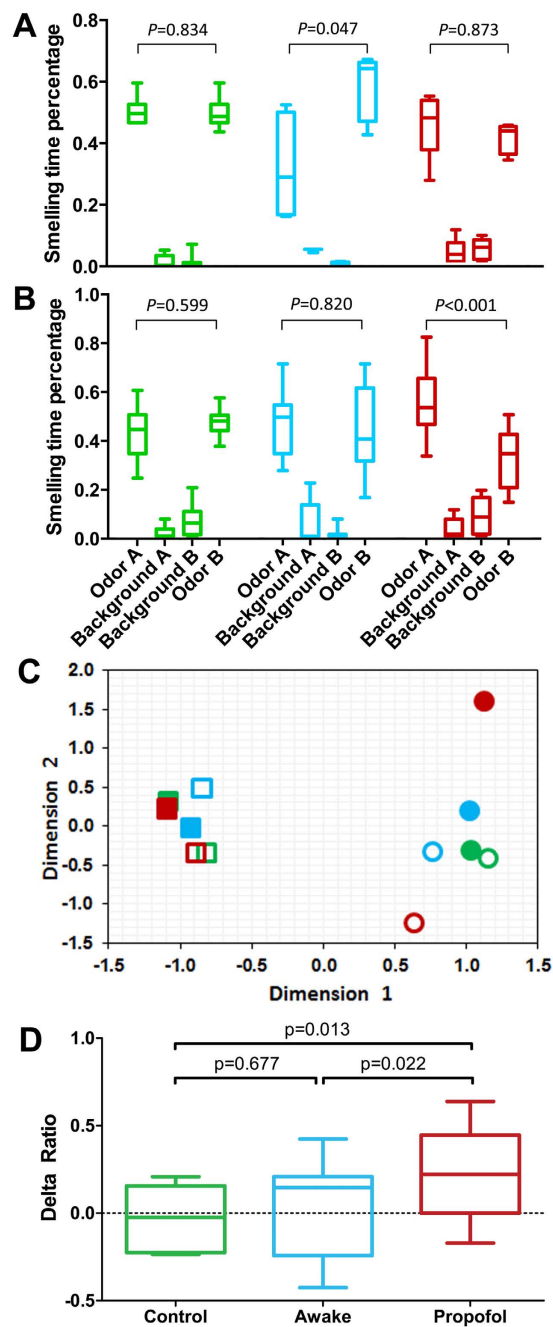 A
Smelling time percentage
0.8
0.6
0.4
0.2
0.0
P=0.834
P=0.047
P=0.873
B
Smelling time percentage
1.0
0.8
0.6
0.4
0.2
0.0
P=0.599
P=0.820
P<0.001
Odor A
Background A
Background B
Odor B
Odor A
Background A
Background B
Odor B
Odor A
Background A
Background B
Odor B
C
Dimension 2
2.0
1.5
1.0
0.5
0.0
-0.5
-1.0
-1.5
-1.5
-1.0
-0.5
0.0
0.5
1.0
1.5
Dimension 1
D
Delta Ratio
1.0
0.5
0.0
-0.5
p=0.013
p=0.677
p=0.022
Control
Awake
Propofol